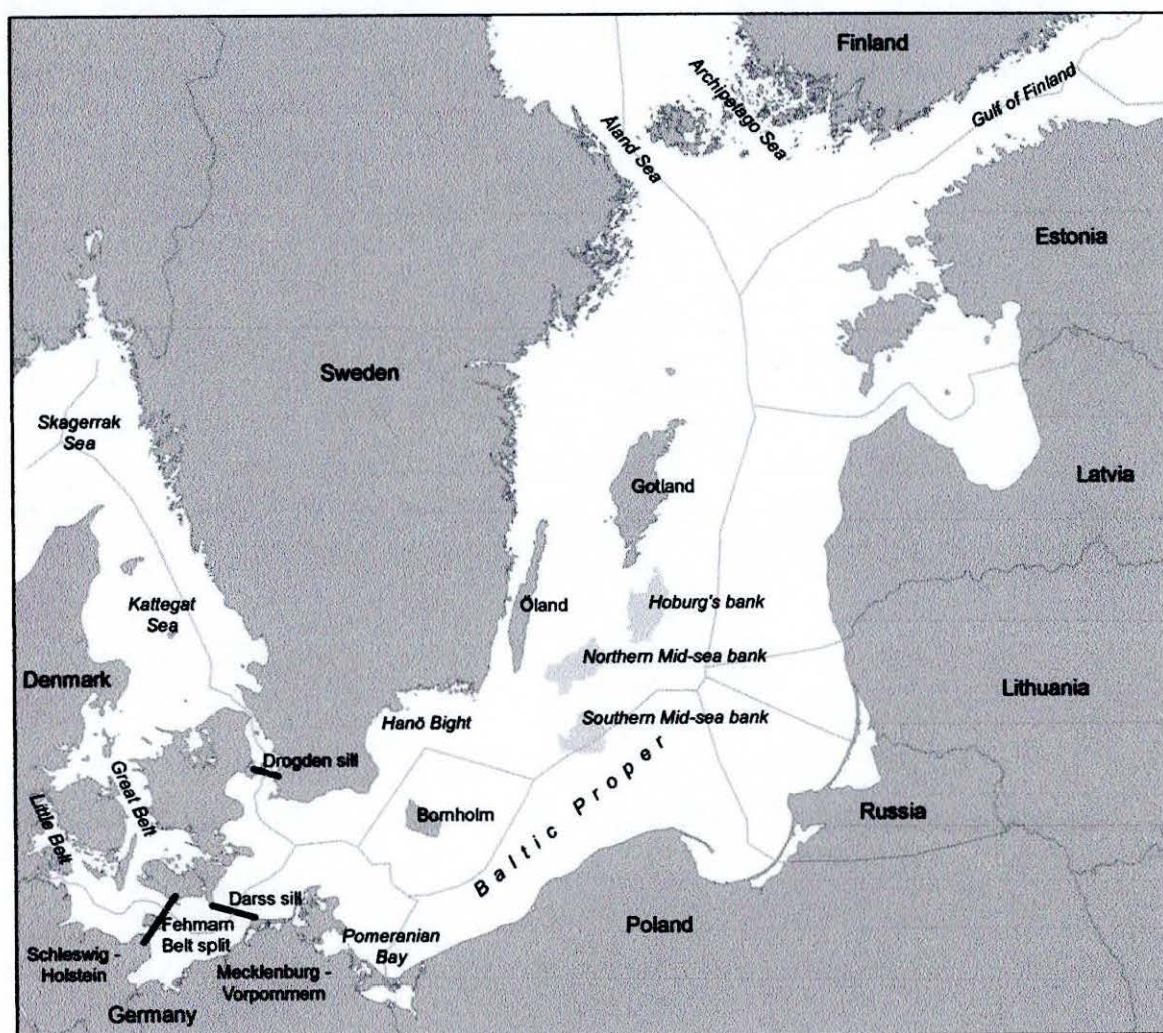 Finland
Archipelago Sea
Gulf of Finland
Åland Sea
Estonia
Sweden
Skagerrak
Sea
Gotland
Latvia
Kattegat
Sea
Öland
Hoburg's bank
Northern Mid-sea bank
Denmark
Lithuania
Hanö Bight
Southern Mid-sea bank
Drogden sill
Great Belt
Little Belt
Bornholm
Baltic Proper
Russia
Darss sill
Fehmarn
Belt split
Poland
Pomeranian
Bay
Schleswig -
Holstein
Mecklenburg -
Vorpommern
Germany